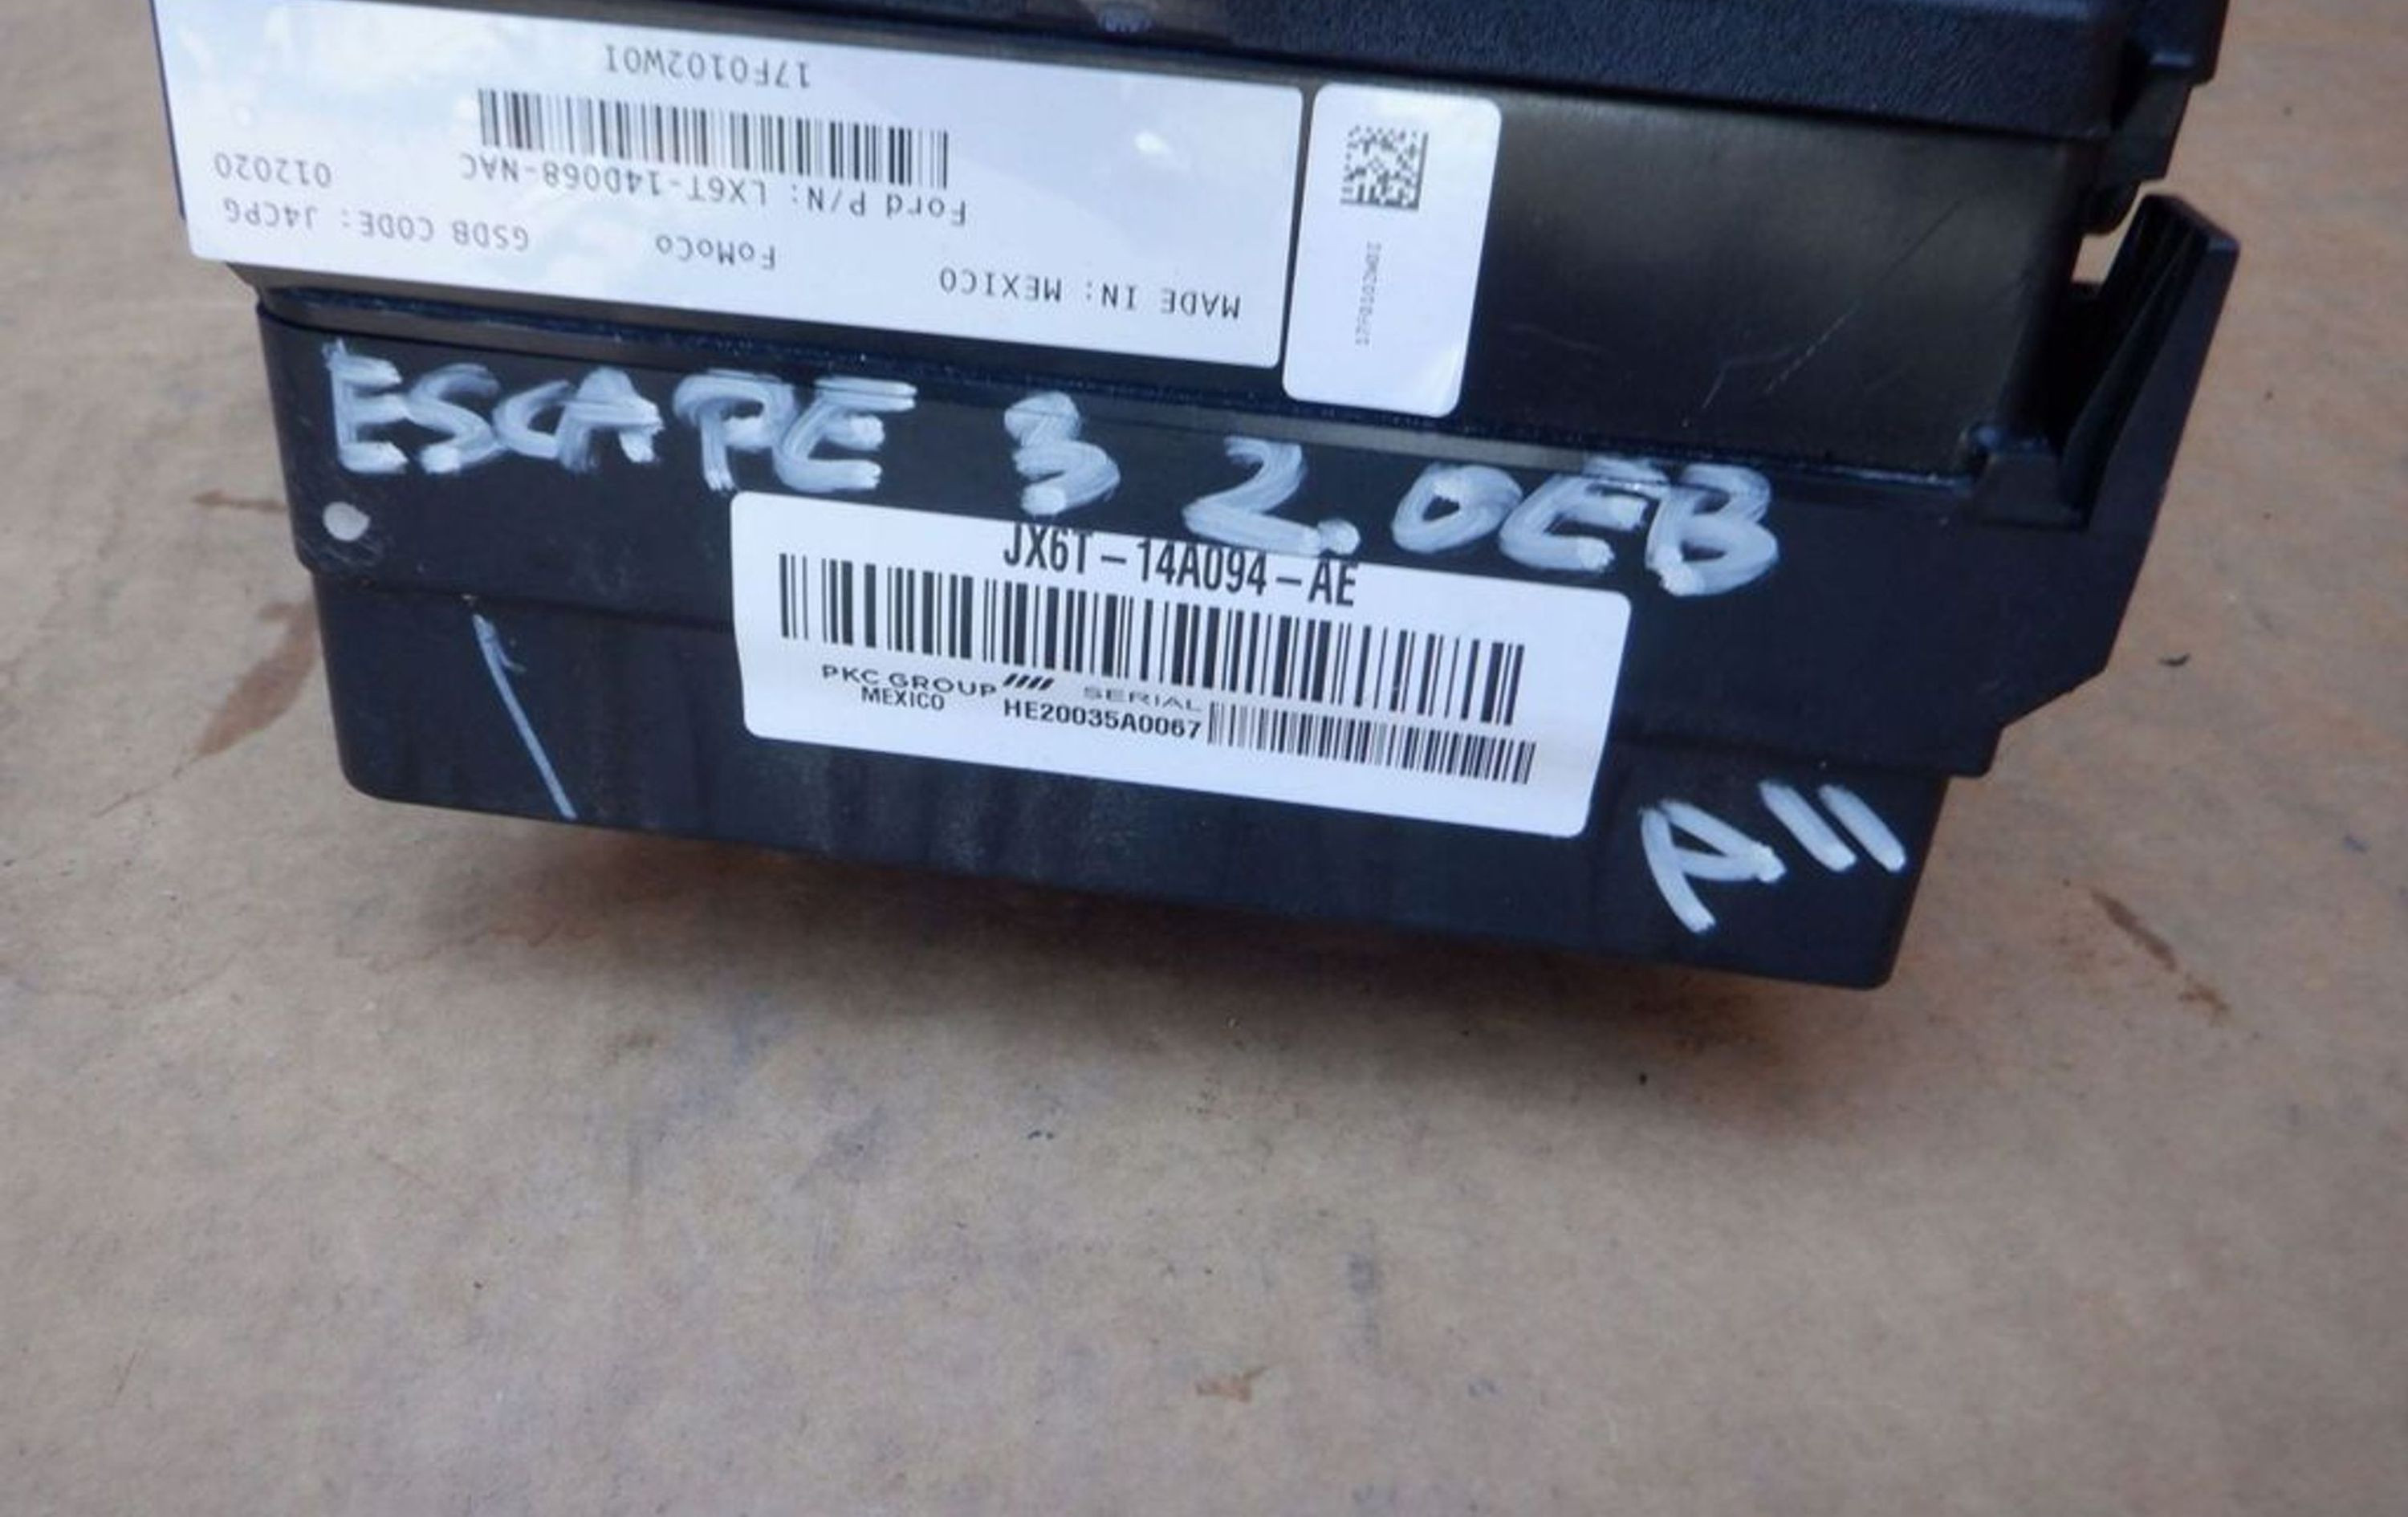 MADE IN: MEXICO
FoMoCo GSDB CODE: J4CPG
Ford P/N: LX6T-14D068-NAC 012020
17F0102W01
17F0102W01
ESCAPE 3 2.0EB
JX6T-14A094-AE
PKC GROUP SERIAL
MEXICO HE20035A0067
A"